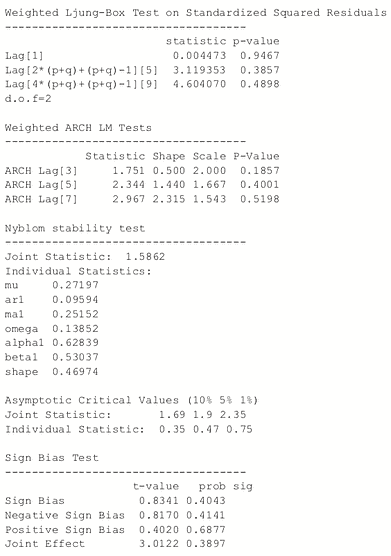 Weighted Ljung-Box Test on Standardized Squared Residuals
------------------------------------
                        statistic p-value
Lag[1]                   0.004473  0.9467
Lag[2*(p+q)+(p+q)-1][5]  3.119353  0.3857
Lag[4*(p+q)+(p+q)-1][9]  4.604070  0.4898
d.o.f=2
Weighted ARCH LM Tests
------------------------------------
            Statistic Shape Scale P-Value
ARCH Lag[3]     1.751 0.500 2.000  0.1857
ARCH Lag[5]     2.344 1.440 1.667  0.4001
ARCH Lag[7]     2.967 2.315 1.543  0.5198
Nyblom stability test
------------------------------------
Joint Statistic:  1.5862
Individual Statistics:
mu     0.27197
ar1    0.09594
ma1    0.25152
omega  0.13852
alpha1 0.62839
beta1  0.53037
shape  0.46974
Asymptotic Critical Values (10% 5% 1%)
Joint Statistic:       1.69 1.9 2.35
Individual Statistic:  0.35 0.47 0.75
Sign Bias Test
------------------------------------
                   t-value   prob sig
Sign Bias           0.8341 0.4043
Negative Sign Bias  0.8170 0.4141
Positive Sign Bias  0.4020 0.6877
Joint Effect        3.0122 0.3897